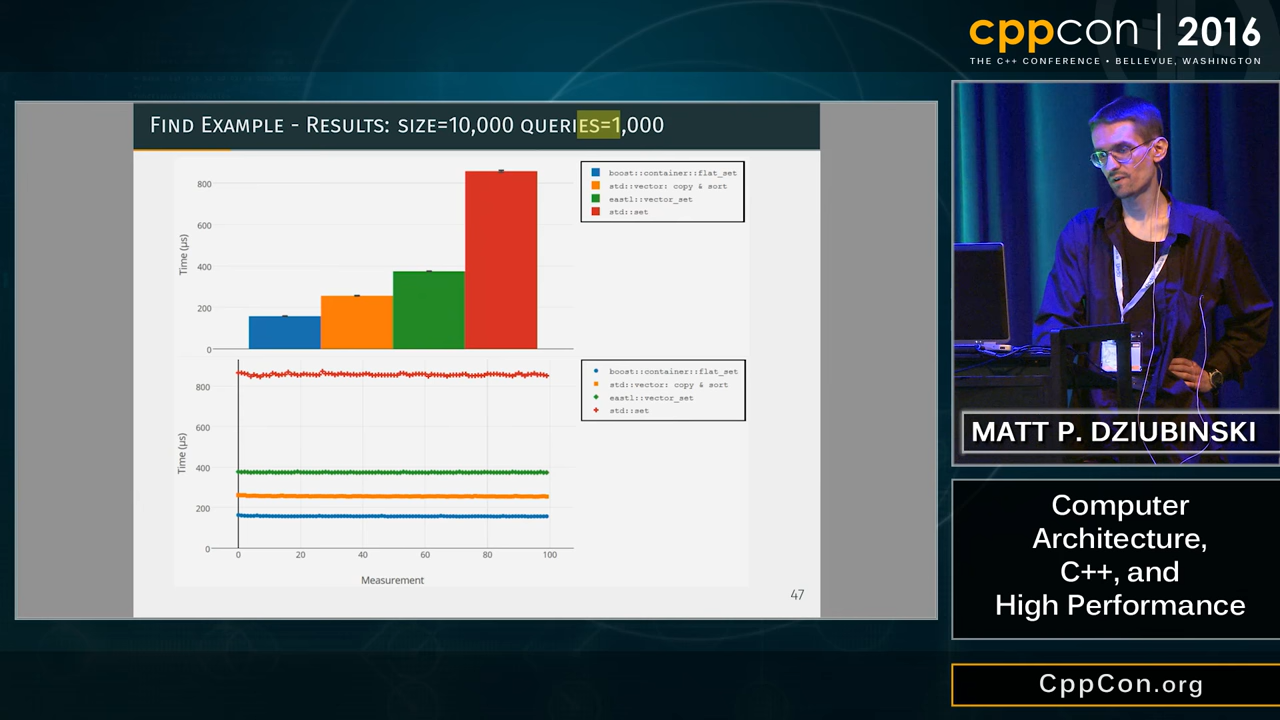 cppcon | 2016
THE C++ CONFERENCE • BELLEVUE, WASHINGTON
FIND EXAMPLE - RESULTS: SIZE=10,000 QUERIES=1,000
800
600
400
200
0
Time (µs)
boost::container::flat_set
std::vector: copy & sort
eastl::vector_set
std::set
800
600
400
200
0
Time (µs)
0 20 40 60 80 100
Measurement
boost::container::flat_set
std::vector: copy & sort
eastl::vector_set
std::set
47
MATT P. DZIUBINSKI
Computer
Architecture,
C++, and
High Performance
CppCon.org